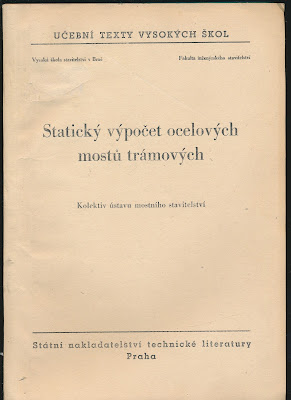 UČEBNÍ TEXTY VYSOKÝCH ŠKOL
Vysoká škola stavitelství v Brně
Fakulta inženýrského stavitelství
Statický výpočet ocelových
mostů trámových
Kolektiv ústavu mostního stavitelství
Státní nakladatelství technické literatury
Praha